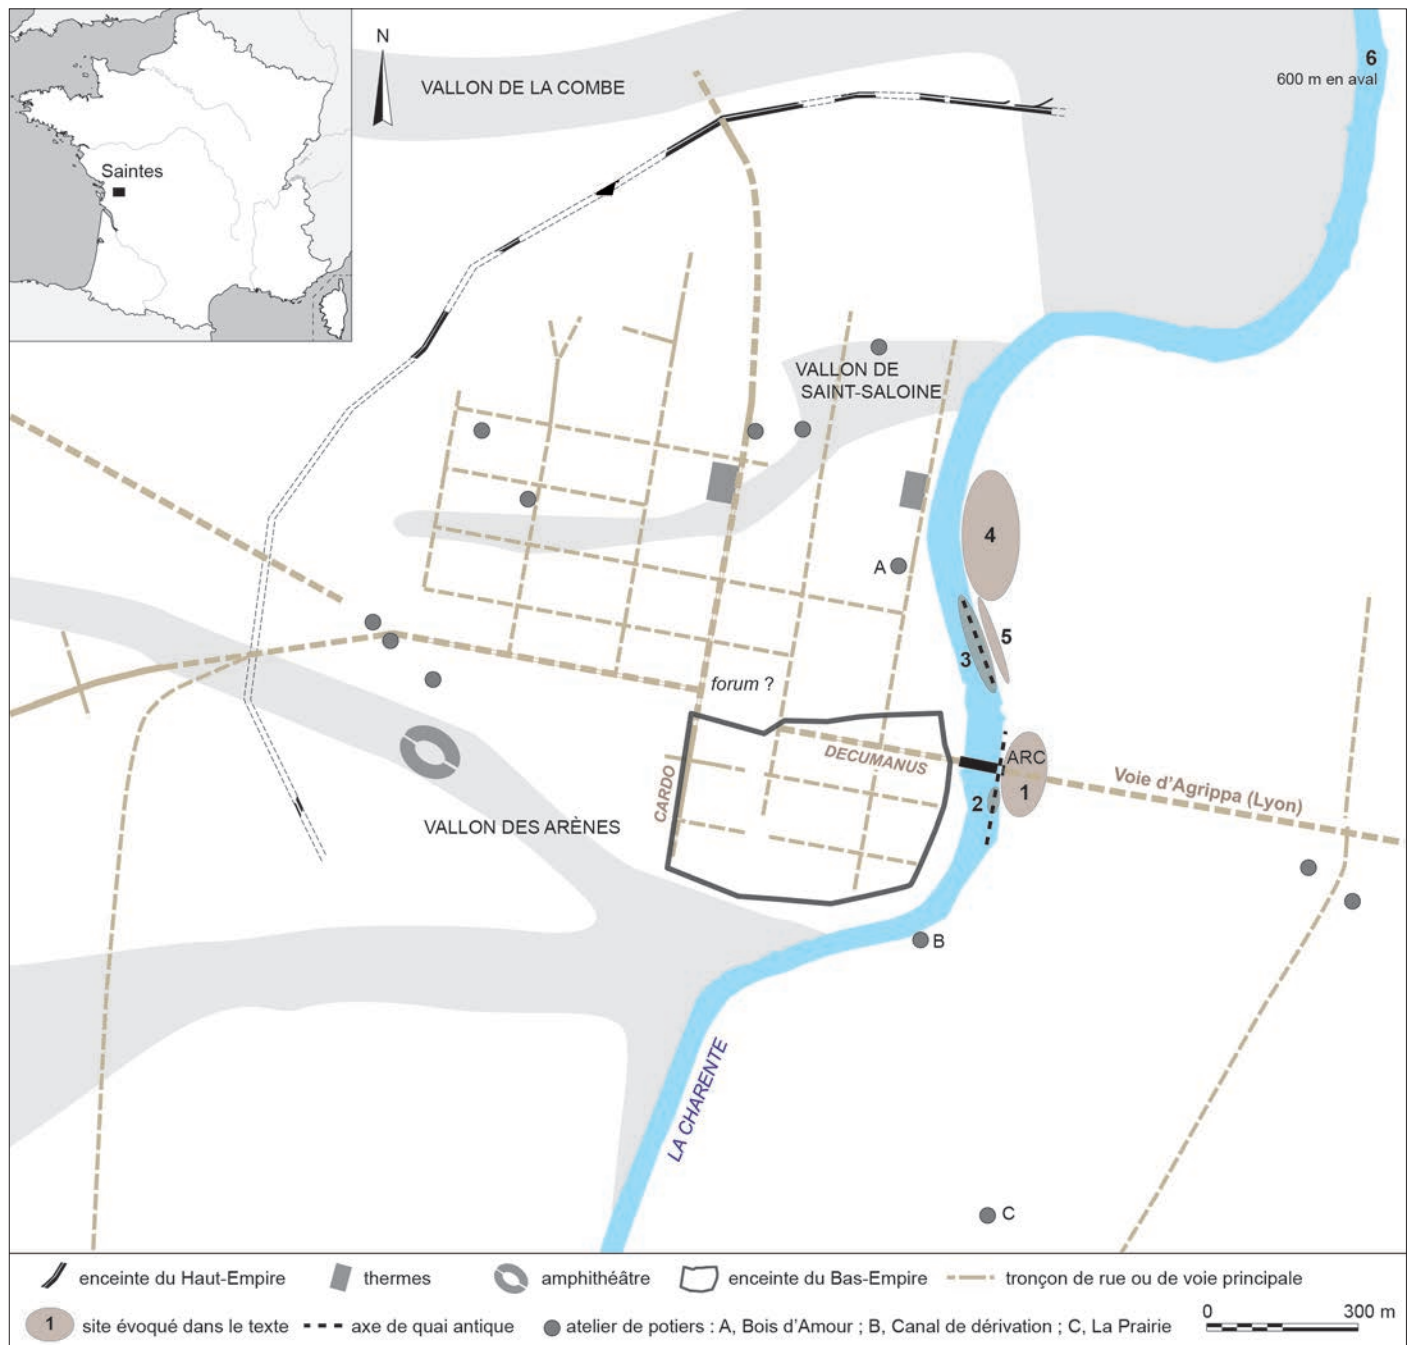 N
VALLON DE LA COMBE
6
600 m en aval
Saintes
VALLON DE
SAINT-SALOINE
4
A
5
3
forum ?
DECUMANUS
ARC
1
Voie d'Agrippa (Lyon)
CARDO
2
VALLON DES ARÈNES
B
LA CHARENTE
C
enceinte du Haut-Empire
thermes
amphithéâtre
enceinte du Bas-Empire
tronçon de rue ou de voie principale
1 site évoqué dans le texte
axe de quai antique
atelier de potiers : A, Bois d'Amour ; B, Canal de dérivation ; C, La Prairie
0 300 m